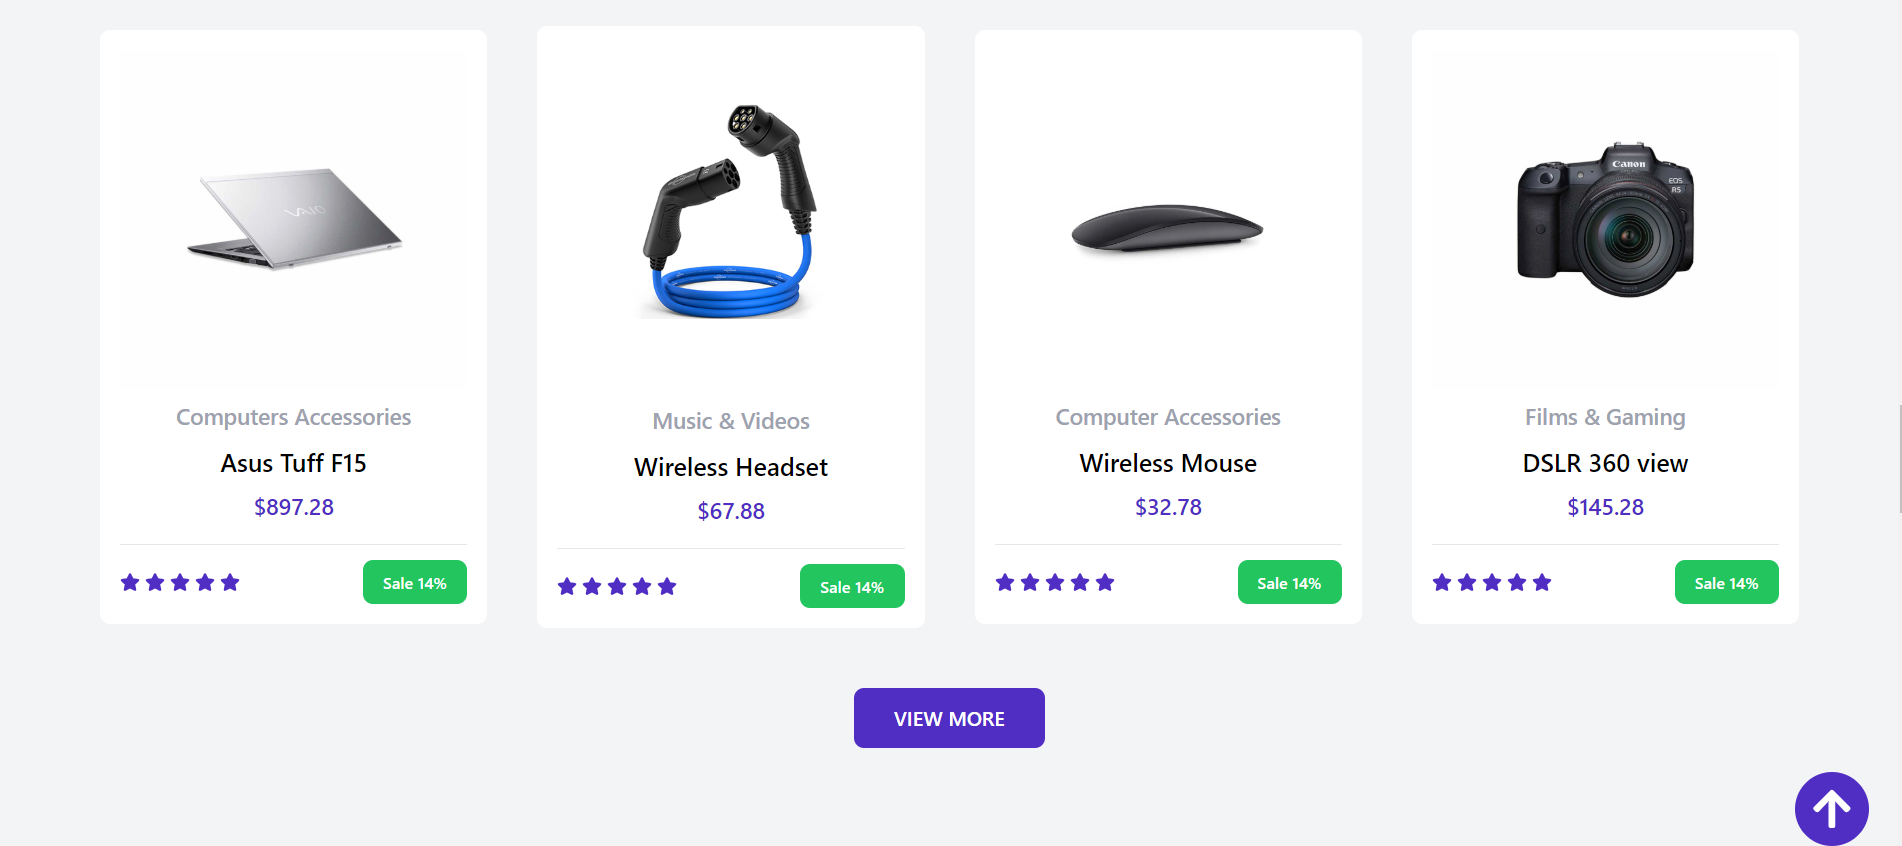 VAIO
Canon
EOS
R5
Computers Accessories
Asus Tuff F15
$897.28
Sale 14%
Music & Videos
Wireless Headset
$67.88
Sale 14%
Computer Accessories
Wireless Mouse
$32.78
Sale 14%
Films & Gaming
DSLR 360 view
$145.28
Sale 14%
VIEW MORE